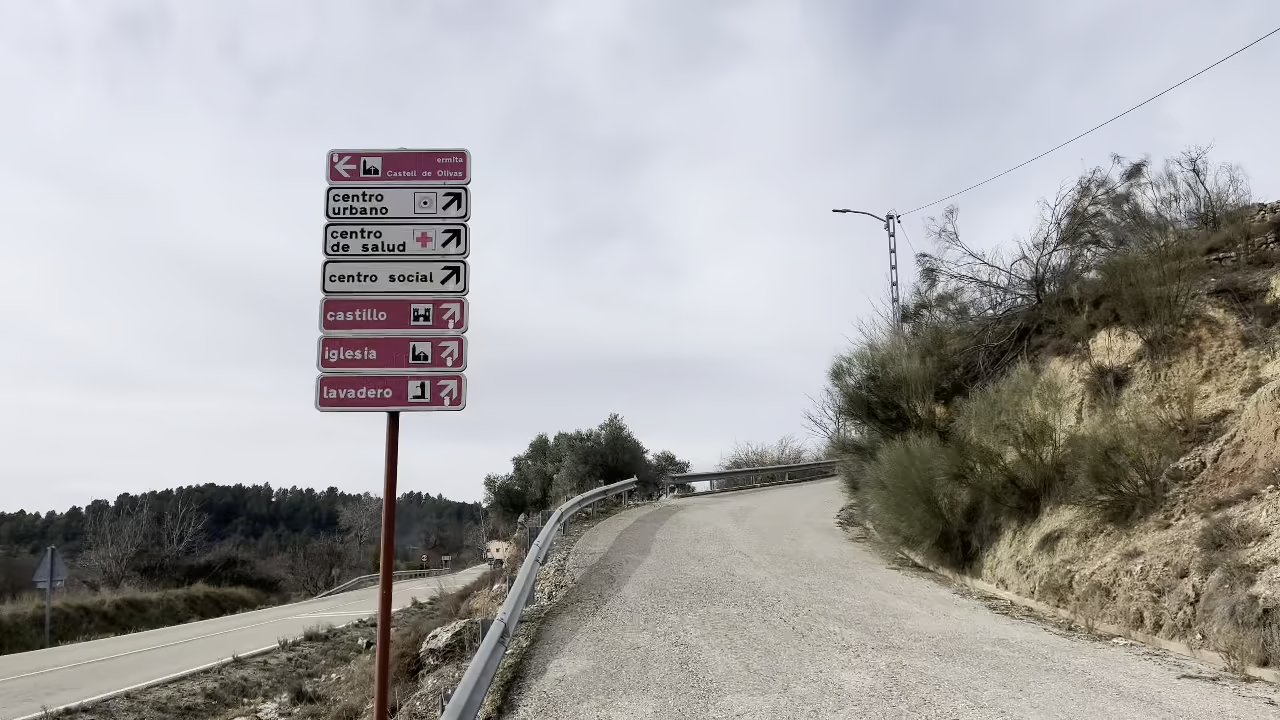 ermita
Castell de Olivas
centro
urbano
centro
de salud
centro social
castillo
iglesia
lavadero